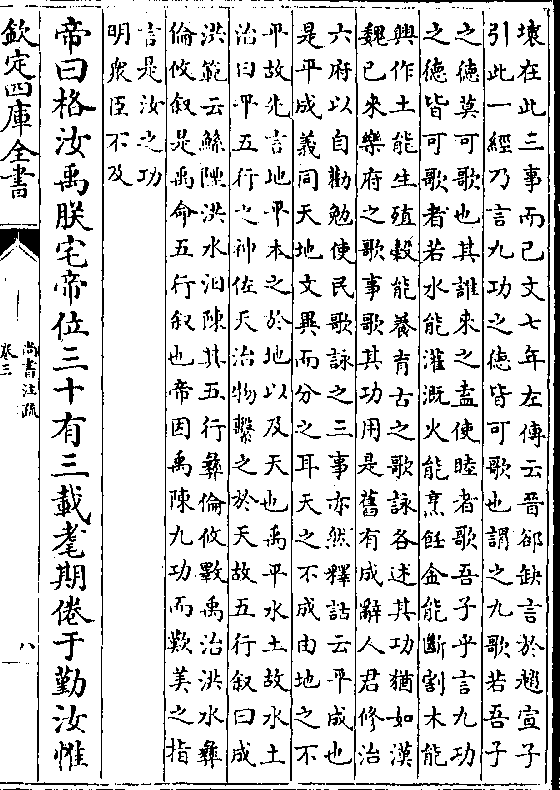 壊在此三事而已文七年左傳云晉郤缺言於趙宣子
引此一經乃言九功之德皆可歌也謂之九歌若吾子
之德莫可歌也其誰來之盍使睦者歌吾子乎言九功
之德皆可歌者若水能灌溉火能烹飪金能斷割木能
興作土能生殖穀能養育古之歌詠各述其功猶如漢
魏已來樂府之歌事歌其功用是舊有成辭人君修治
六府以自勸勉使民歌詠之三事亦然釋詁云平成也
是平成義同天地文異而分之耳天之不成由地之不
平故先言地平本之於地以及天也禹平水土故水土
治曰平五行之神佐天治物繫之於天故五行叙曰成
洪範云鯀陻洪水汩陳其五行彝倫攸斁禹治洪水彝
倫攸叙是禹命五行叙也帝因禹陳九功而歎美之指
言是汝之功
明衆臣不及
帝曰格汝禹朕宅帝位三十有三載耄期倦于勤汝惟
欽定四庫全書
尚書注疏
卷三
八